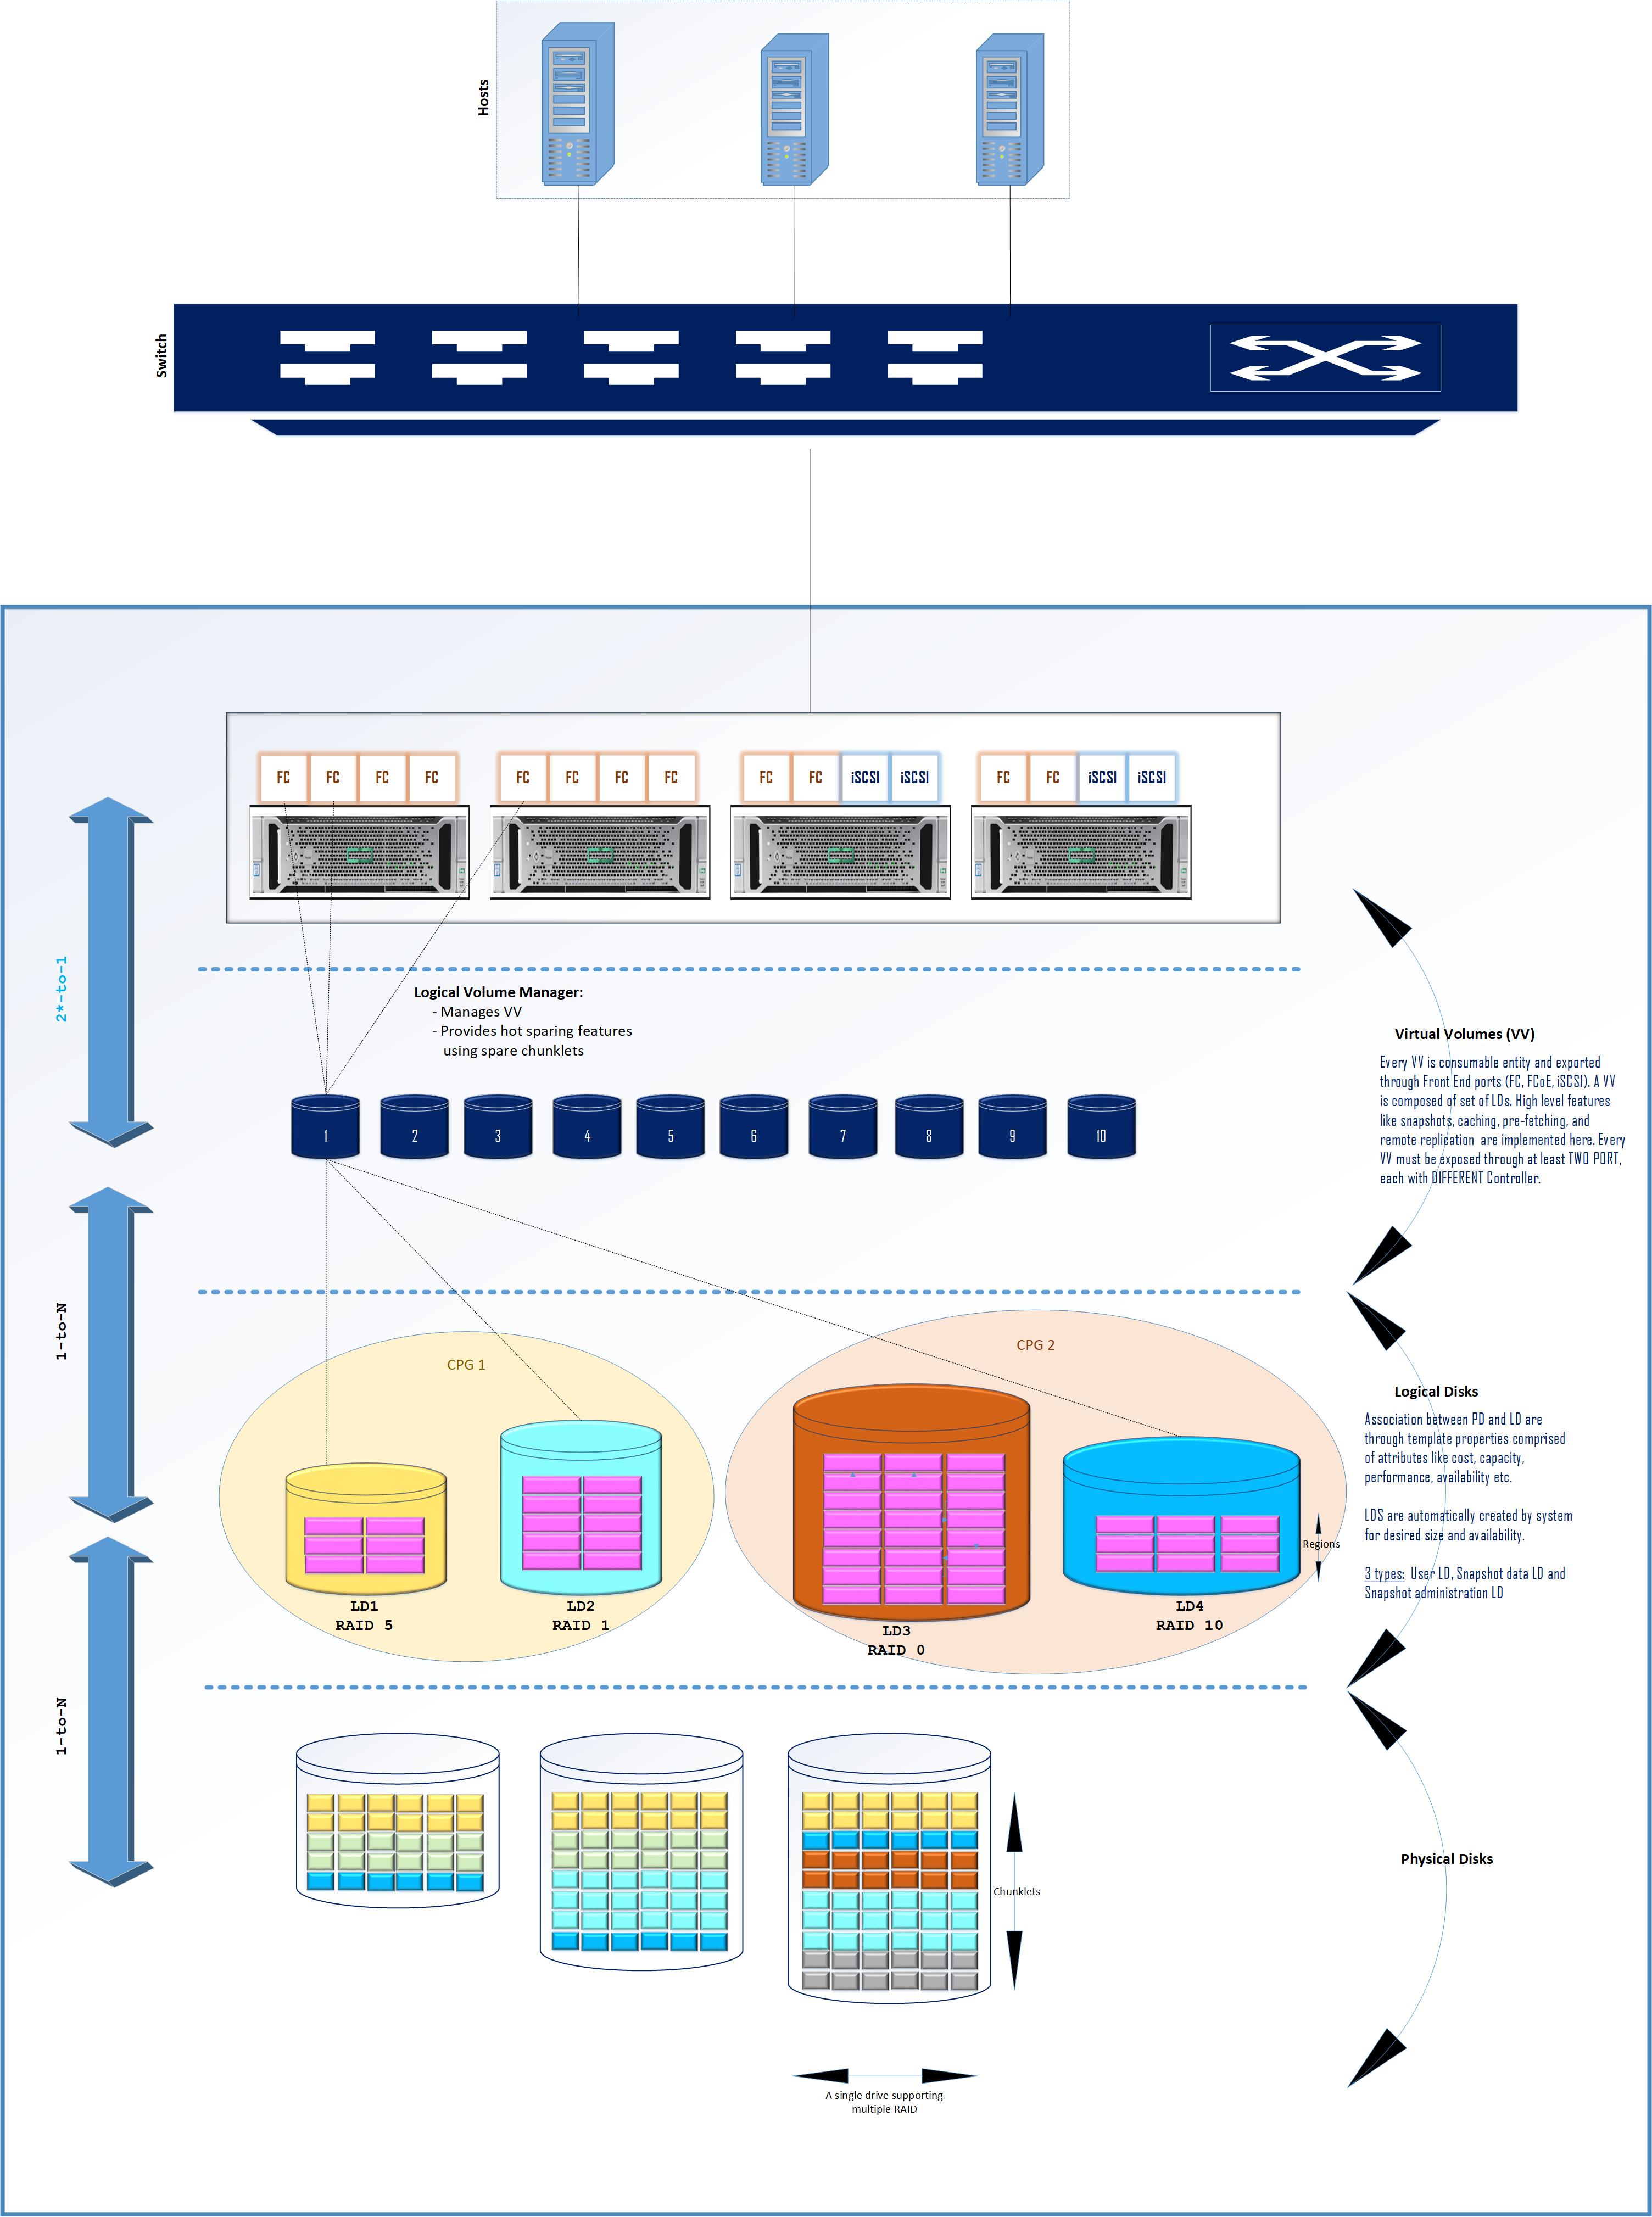 Hosts
Switch
FC FC FC FC
FC FC FC FC
FC FC iSCSI iSCSI
FC FC iSCSI iSCSI
2*-to-1
Logical Volume Manager:
- Manages VV
- Provides hot sparing features
using spare chunklets
1 2 3 4 5 6 7 8 9 10
Virtual Volumes (VV)
Every VV is consumable entity and exported
through Front End ports (FC, FCoE, iSCSI). A VV
is composed of set of LDs. High level features
like snapshots, caching, pre-fetching, and
remote replication are implemented here. Every
VV must be exposed through at least TWO PORT,
each with DIFFERENT Controller.
1-to-N
CPG 1
CPG 2
LD1
RAID 5
LD2
RAID 1
LD3
RAID 0
LD4
RAID 10
Regions
Logical Disks
Association between PD and LD are
through template properties comprised
of attributes like cost, capacity,
performance, availability etc.
LDS are automatically created by system
for desired size and availability.
3 types: User LD, Snapshot data LD and
Snapshot administration LD
1-to-N
Chunklets
Physical Disks
A single drive supporting
multiple RAID